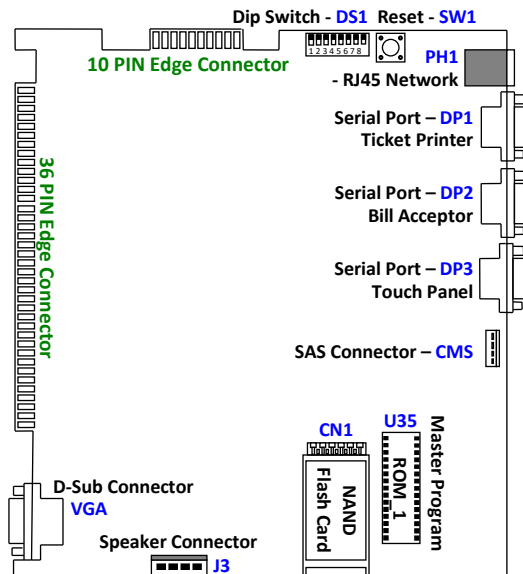 Dip Switch - DS1 Reset - SW1
12345678
10 PIN Edge Connector
PH1
- RJ45 Network
Serial Port – DP1
Ticket Printer
Serial Port – DP2
Bill Acceptor
Serial Port – DP3
Touch Panel
36 PIN Edge Connector
SAS Connector – CMS
CN1
U35
NAND
Flash Card
ROM_1
Master Program
D-Sub Connector
VGA
Speaker Connector
J3